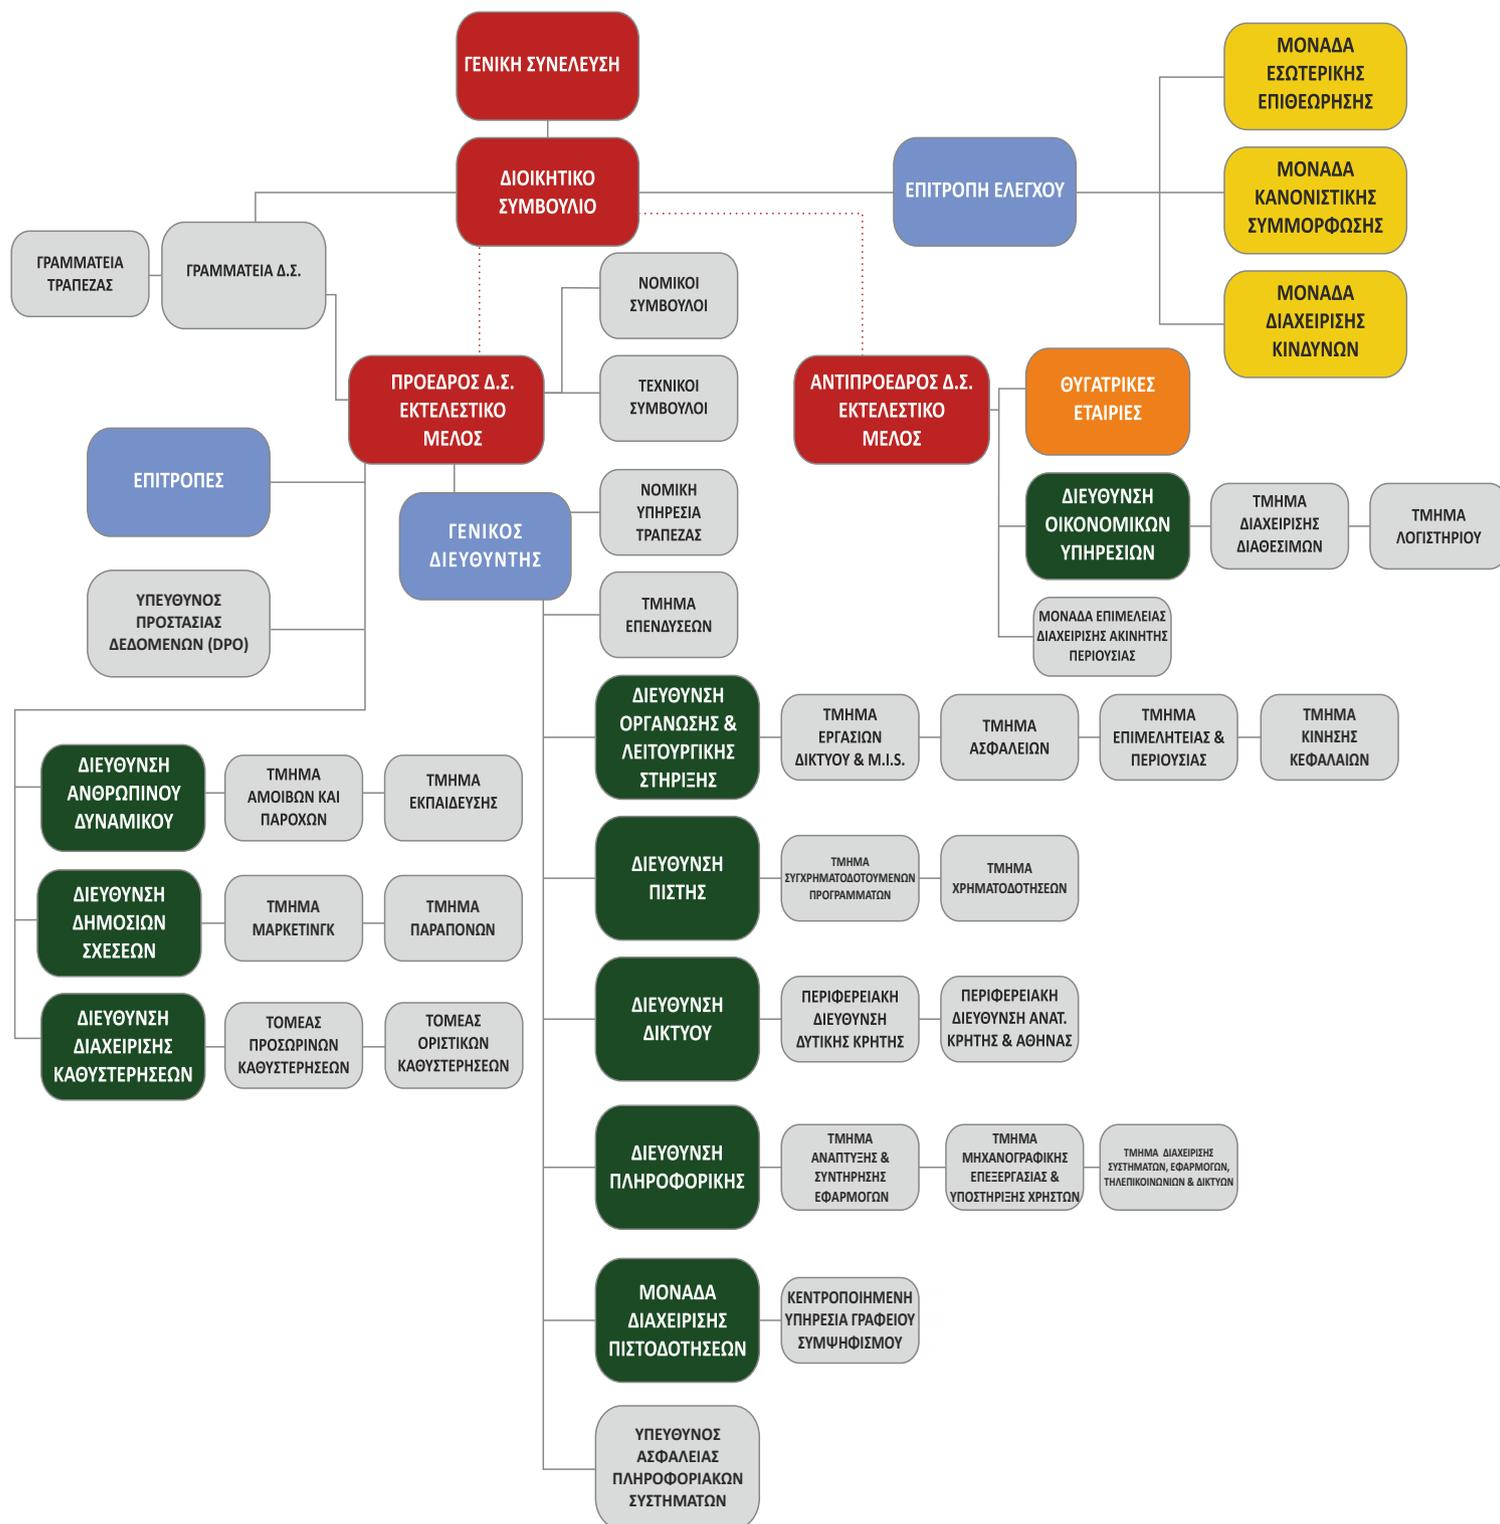 ΓΕΝΙΚΗ ΣΥΝΕΛΕΥΣΗ
ΔΙΟΙΚΗΤΙΚΟ
ΣΥΜΒΟΥΛΙΟ
ΕΠΙΤΡΟΠΗ ΕΛΕΓΧΟΥ
ΜΟΝΑΔΑ
ΕΣΩΤΕΡΙΚΗΣ
ΕΠΙΘΕΩΡΗΣΗΣ
ΜΟΝΑΔΑ
ΚΑΝΟΝΙΣΤΙΚΗΣ
ΣΥΜΜΟΡΦΩΣΗΣ
ΜΟΝΑΔΑ
ΔΙΑΧΕΙΡΙΣΗΣ
ΚΙΝΔΥΝΩΝ
ΓΡΑΜΜΑΤΕΙΑ
ΤΡΑΠΕΖΑΣ
ΓΡΑΜΜΑΤΕΙΑ Δ.Σ.
ΝΟΜΙΚΟΙ
ΣΥΜΒΟΥΛΟΙ
ΠΡΟΕΔΡΟΣ Δ.Σ.
ΕΚΤΕΛΕΣΤΙΚΟ
ΜΕΛΟΣ
ΤΕΧΝΙΚΟΙ
ΣΥΜΒΟΥΛΟΙ
ΑΝΤΙΠΡΟΕΔΡΟΣ Δ.Σ.
ΕΚΤΕΛΕΣΤΙΚΟ
ΜΕΛΟΣ
ΘΥΓΑΤΡΙΚΕΣ
ΕΤΑΙΡΙΕΣ
ΕΠΙΤΡΟΠΕΣ
ΓΕΝΙΚΟΣ
ΔΙΕΥΘΥΝΤΗΣ
ΝΟΜΙΚΗ
ΥΠΗΡΕΣΙΑ
ΤΡΑΠΕΖΑΣ
ΔΙΕΥΘΥΝΣΗ
ΟΙΚΟΝΟΜΙΚΩΝ
ΥΠΗΡΕΣΙΩΝ
ΤΜΗΜΑ
ΔΙΑΧΕΙΡΙΣΗΣ
ΔΙΑΘΕΣΙΜΩΝ
ΤΜΗΜΑ
ΛΟΓΙΣΤΗΡΙΟΥ
ΥΠΕΥΘΥΝΟΣ
ΠΡΟΣΤΑΣΙΑΣ
ΔΕΔΟΜΕΝΩΝ (DPO)
ΤΜΗΜΑ
ΕΠΕΝΔΥΣΕΩΝ
ΜΟΝΑΔΑ ΕΠΙΜΕΛΕΙΑΣ
ΔΙΑΧΕΙΡΙΣΗΣ ΑΚΙΝΗΤΗΣ
ΠΕΡΙΟΥΣΙΑΣ
ΔΙΕΥΘΥΝΣΗ
ΟΡΓΑΝΩΣΗΣ &
ΛΕΙΤΟΥΡΓΙΚΗΣ
ΣΤΗΡΙΞΗΣ
ΤΜΗΜΑ
ΕΡΓΑΣΙΩΝ
ΔΙΚΤΥΟΥ & M.I.S.
ΤΜΗΜΑ
ΑΣΦΑΛΕΙΩΝ
ΤΜΗΜΑ
ΕΠΙΜΕΛΗΤΕΙΑΣ &
ΠΕΡΙΟΥΣΙΑΣ
ΤΜΗΜΑ
ΚΙΝΗΣΗΣ
ΚΕΦΑΛΑΙΩΝ
ΔΙΕΥΘΥΝΣΗ
ΑΝΘΡΩΠΙΝΟΥ
ΔΥΝΑΜΙΚΟΥ
ΤΜΗΜΑ
ΑΜΟΙΒΩΝ ΚΑΙ
ΠΑΡΟΧΩΝ
ΤΜΗΜΑ
ΕΚΠΑΙΔΕΥΣΗΣ
ΔΙΕΥΘΥΝΣΗ
ΠΙΣΤΗΣ
ΤΜΗΜΑ
ΣΥΓΧΡΗΜΑΤΟΔΟΤΟΥΜΕΝΩΝ
ΠΡΟΓΡΑΜΜΑΤΩΝ
ΤΜΗΜΑ
ΧΡΗΜΑΤΟΔΟΤΗΣΕΩΝ
ΔΙΕΥΘΥΝΣΗ
ΔΗΜΟΣΙΩΝ
ΣΧΕΣΕΩΝ
ΤΜΗΜΑ
ΜΑΡΚΕΤΙΝΓΚ
ΤΜΗΜΑ
ΠΑΡΑΠΟΝΩΝ
ΔΙΕΥΘΥΝΣΗ
ΔΙΚΤΥΟΥ
ΠΕΡΙΦΕΡΕΙΑΚΗ
ΔΙΕΥΘΥΝΣΗ
ΔΥΤΙΚΗΣ ΚΡΗΤΗΣ
ΠΕΡΙΦΕΡΕΙΑΚΗ
ΔΙΕΥΘΥΝΣΗ ΑΝΑΤ.
ΚΡΗΤΗΣ & ΑΘΗΝΑΣ
ΔΙΕΥΘΥΝΣΗ
ΔΙΑΧΕΙΡΙΣΗΣ
ΚΑΘΥΣΤΕΡΗΣΕΩΝ
ΤΟΜΕΑΣ
ΠΡΟΣΩΡΙΝΩΝ
ΚΑΘΥΣΤΕΡΗΣΕΩΝ
ΤΟΜΕΑΣ
ΟΡΙΣΤΙΚΩΝ
ΚΑΘΥΣΤΕΡΗΣΕΩΝ
ΔΙΕΥΘΥΝΣΗ
ΠΛΗΡΟΦΟΡΙΚΗΣ
ΤΜΗΜΑ
ΑΝΑΠΤΥΞΗΣ &
ΣΥΝΤΗΡΗΣΗΣ
ΕΦΑΡΜΟΓΩΝ
ΤΜΗΜΑ
ΜΗΧΑΝΟΓΡΑΦΙΚΗΣ
ΕΠΕΞΕΡΓΑΣΙΑΣ &
ΥΠΟΣΤΗΡΙΞΗΣ ΧΡΗΣΤΩΝ
ΤΜΗΜΑ ΔΙΑΧΕΙΡΙΣΗΣ
ΣΥΣΤΗΜΑΤΩΝ, ΕΦΑΡΜΟΓΩΝ,
ΤΗΛΕΠΙΚΟΙΝΩΝΙΩΝ & ΔΙΚΤΥΩΝ
ΜΟΝΑΔΑ
ΔΙΑΧΕΙΡΙΣΗΣ
ΠΙΣΤΟΔΟΤΗΣΕΩΝ
ΚΕΝΤΡΟΠΟΙΗΜΕΝΗ
ΥΠΗΡΕΣΙΑ ΓΡΑΦΕΙΟΥ
ΣΥΜΨΗΦΙΣΜΟΥ
ΥΠΕΥΘΥΝΟΣ
ΑΣΦΑΛΕΙΑΣ
ΠΛΗΡΟΦΟΡΙΑΚΩΝ
ΣΥΣΤΗΜΑΤΩΝ